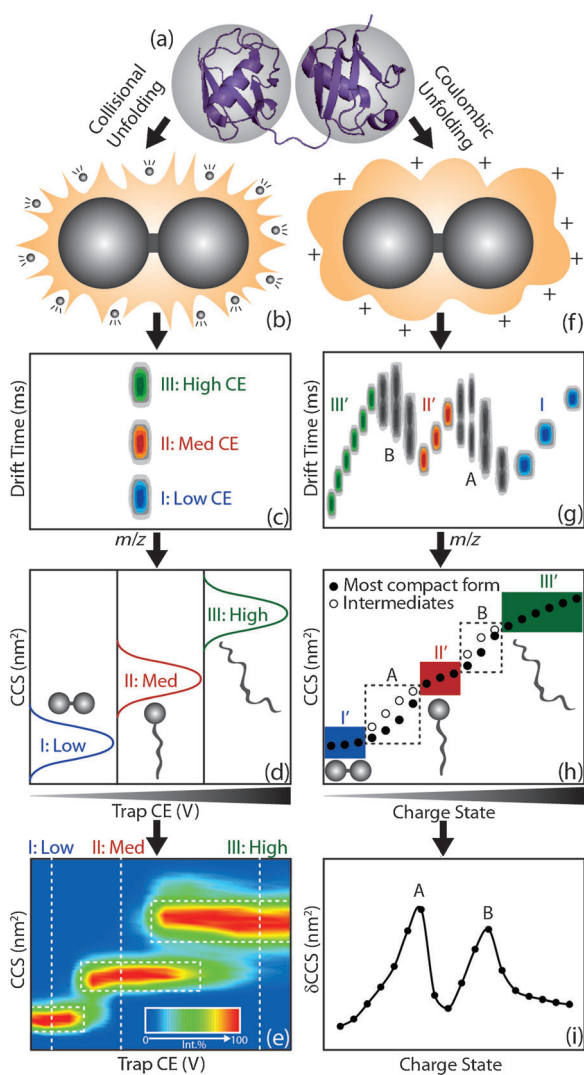 (a)
Collisional
Unfolding
Coulombic
Unfolding
(b)
+ + + + + + + + + + + +
(f)
Drift Time (ms)
III: High CE
II: Med CE
I: Low CE
(c)
m/z
Drift Time (ms)
III′
B
II′
A
I
(g)
m/z
CCS (nm²)
I: Low
II: Med
III: High
(d)
Trap CE (V)
CCS (nm²)
Most compact form
Intermediates
I′
A
II′
B
III′
(h)
Charge State
I: Low
II: Med
III: High
CCS (nm²)
0
Int.%
100
(e)
Trap CE (V)
δCCS (nm²)
A
B
(i)
Charge State